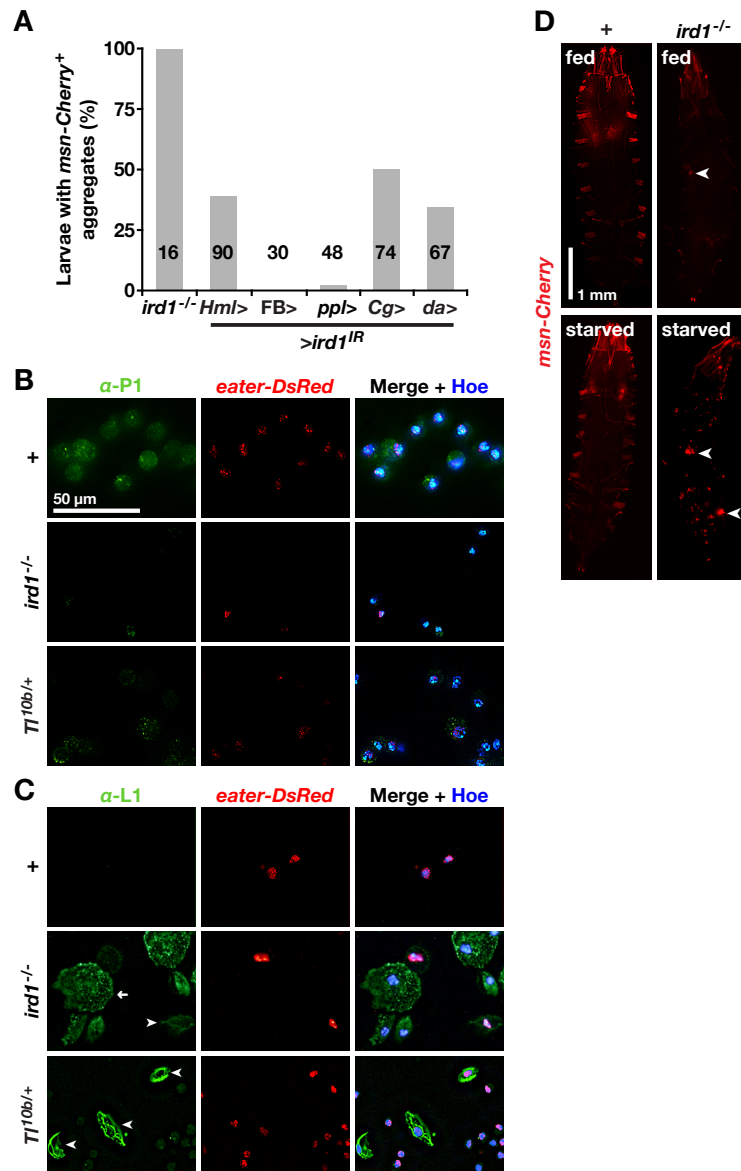 A
Larvae with msn-Cherry+
aggregates (%)
100
75
50
25
0
16 90 30 48 74 67
ird1-/- Hml> FB> ppl> Cg> da>
>ird1IR
B
α-P1 eater-DsRed Merge + Hoe
+
50 μm
ird1-/-
Tl10b/+
C
α-L1 eater-DsRed Merge + Hoe
+
ird1-/-
Tl10b/+
D
+ ird1-/-
fed fed
msn-Cherry
1 mm
starved starved